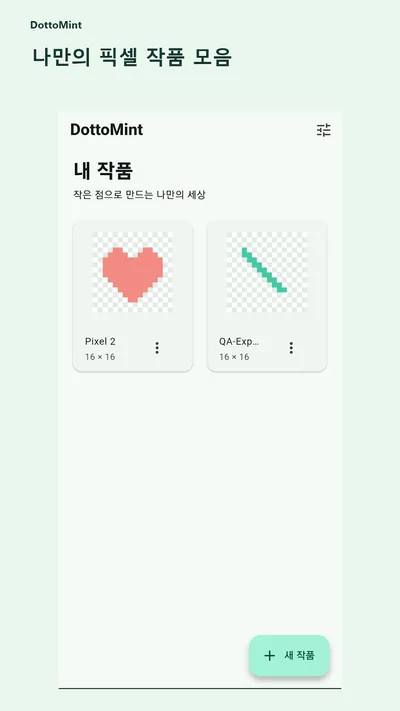 DottoMint
나만의 픽셀 작품 모음
DottoMint
내 작품
작은 점으로 만드는 나만의 세상
Pixel 2
16 × 16
QA-Exp…
16 × 16
새 작품